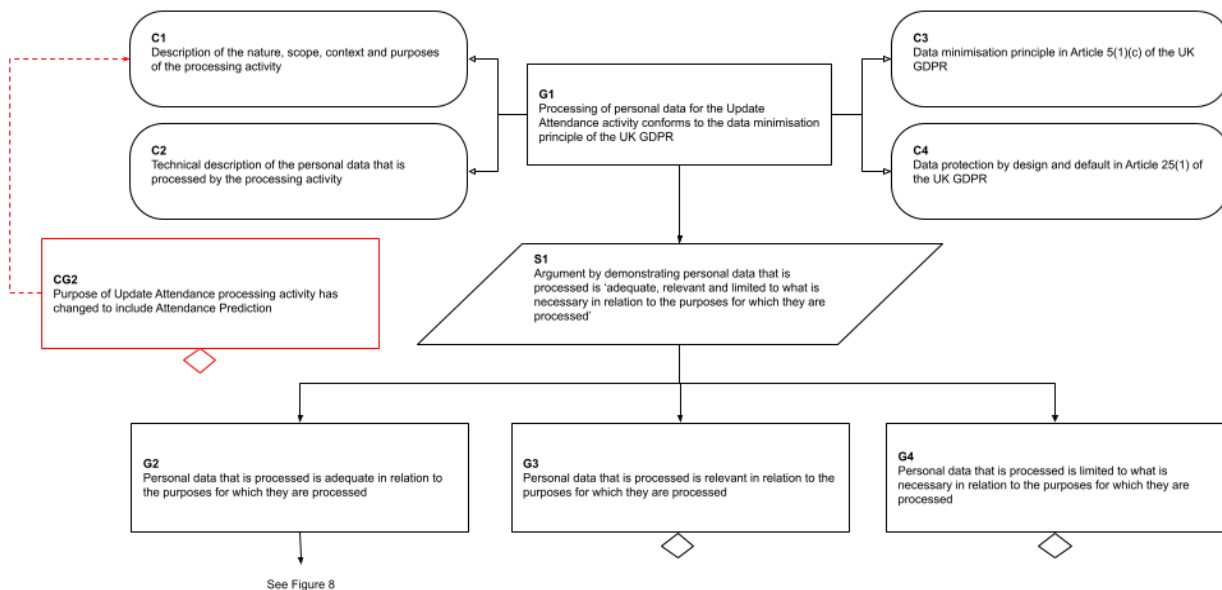 C1
Description of the nature, scope, context and purposes
of the processing activity
C3
Data minimisation principle in Article 5(1)(c) of the UK
GDPR
G1
Processing of personal data for the Update
Attendance activity conforms to the data minimisation
principle of the UK GDPR
C2
Technical description of the personal data that is
processed by the processing activity
C4
Data protection by design and default in Article 25(1) of
the UK GDPR
CG2
Purpose of Update Attendance processing activity has
changed to include Attendance Prediction
S1
Argument by demonstrating personal data that is
processed is ‘adequate, relevant and limited to what is
necessary in relation to the purposes for which they are
processed’
G2
Personal data that is processed is adequate in relation to
the purposes for which they are processed
G3
Personal data that is processed is relevant in relation to the
purposes for which they are processed
G4
Personal data that is processed is limited to what is
necessary in relation to the purposes for which they are
processed
See Figure 8